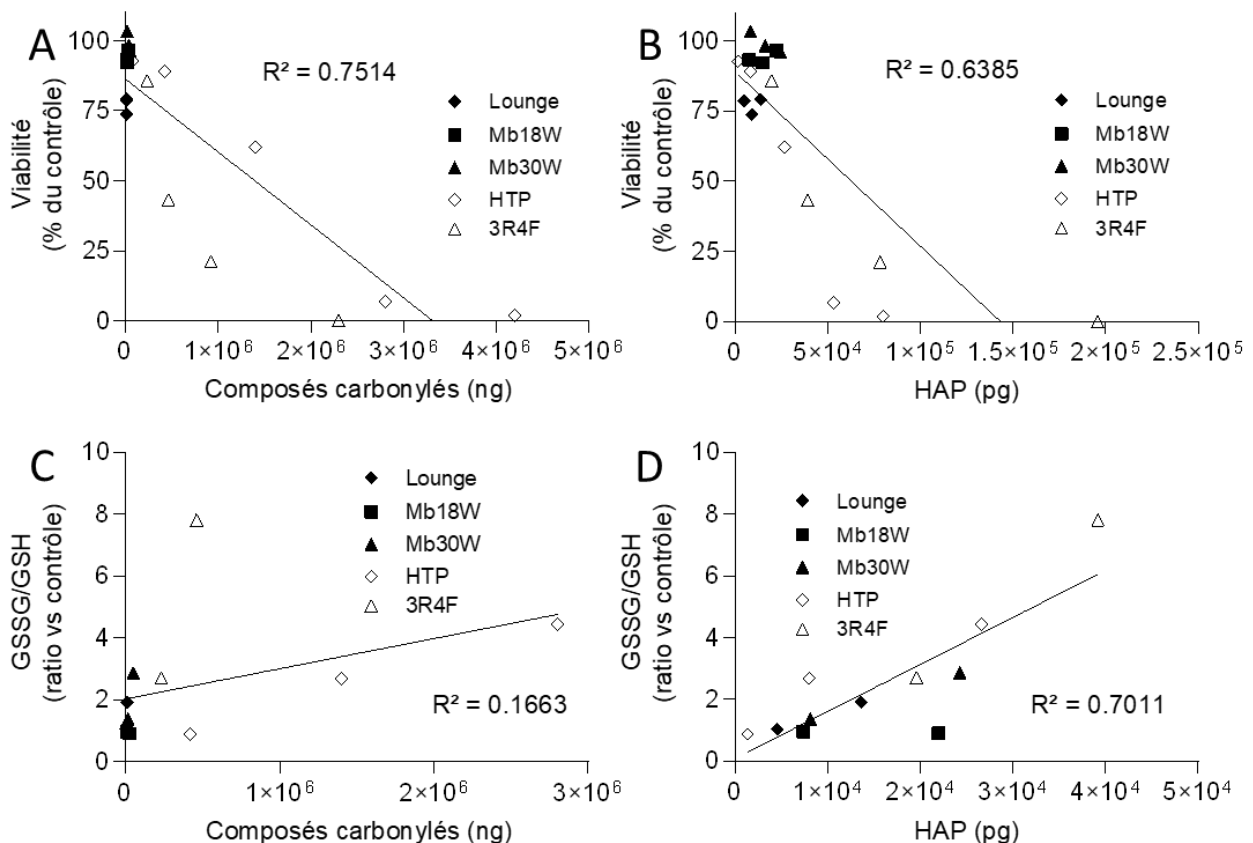 A
Viabilité
(% du contrôle)
100
75
50
25
0
R² = 0.7514
Lounge
Mb18W
Mb30W
HTP
3R4F
0
1×10⁶
2×10⁶
3×10⁶
4×10⁶
5×10⁶
Composés carbonylés (ng)
B
Viabilité
(% du contrôle)
100
75
50
25
0
R² = 0.6385
Lounge
Mb18W
Mb30W
HTP
3R4F
0
5×10⁴
1×10⁵
1.5×10⁵
2×10⁵
2.5×10⁵
HAP (pg)
C
GSSG/GSH
(ratio vs contrôle)
10
8
6
4
2
0
Lounge
Mb18W
Mb30W
HTP
3R4F
R² = 0.1663
0
1×10⁶
2×10⁶
3×10⁶
Composés carbonylés (ng)
D
GSSG/GSH
(ratio vs contrôle)
10
8
6
4
2
0
Lounge
Mb18W
Mb30W
HTP
3R4F
R² = 0.7011
0
1×10⁴
2×10⁴
3×10⁴
4×10⁴
5×10⁴
HAP (pg)